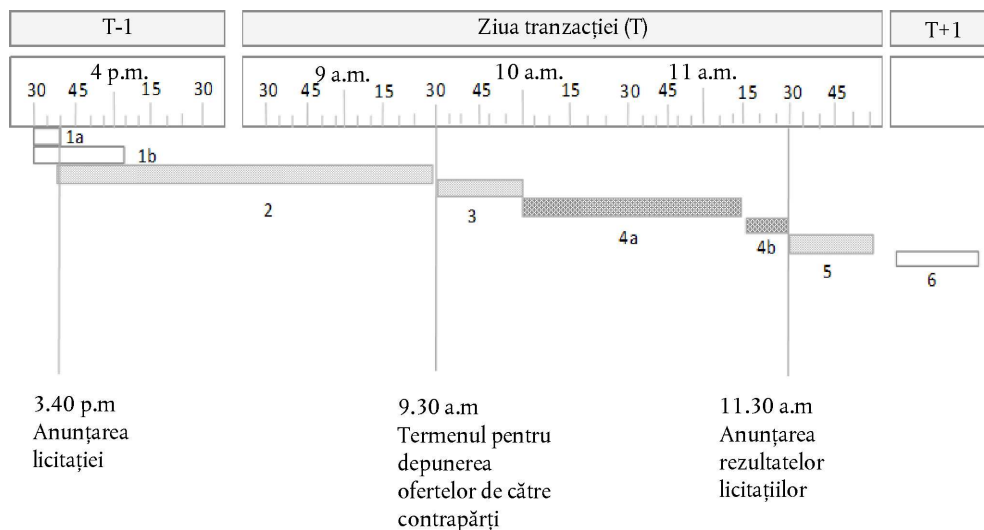 T-1
Ziua tranzacției (T)
T+1
4 p.m.
9 a.m.
10 a.m.
11 a.m.
30 45 15 30
30 45 15 30 45 15 30 45 15 30 45
1a
1b
2
3
4a
4b
5
6
3.40 p.m
Anunțarea
licitației
9.30 a.m
Termenul pentru
depunerea
ofertelor de către
contrapărți
11.30 a.m
Anunțarea
rezultatelor
licitațiilor